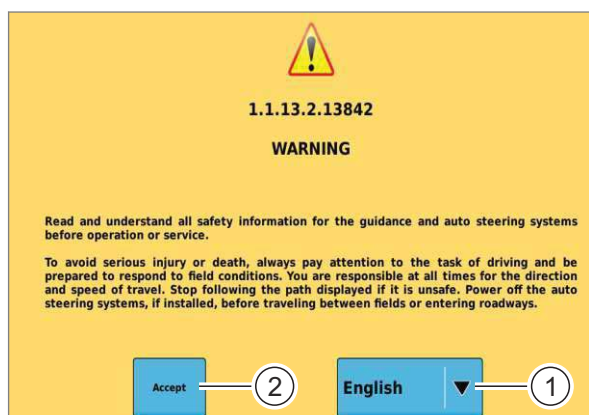 1.1.13.2.13842
WARNING
Read and understand all safety information for the guidance and auto steering systems
before operation or service.
To avoid serious injury or death, always pay attention to the task of driving and be
prepared to respond to field conditions. You are responsible at all times for the direction
and speed of travel. Stop following the path displayed if it is unsafe. Power off the auto
steering systems, if installed, before traveling between fields or entering roadways.
Accept 2 English 1